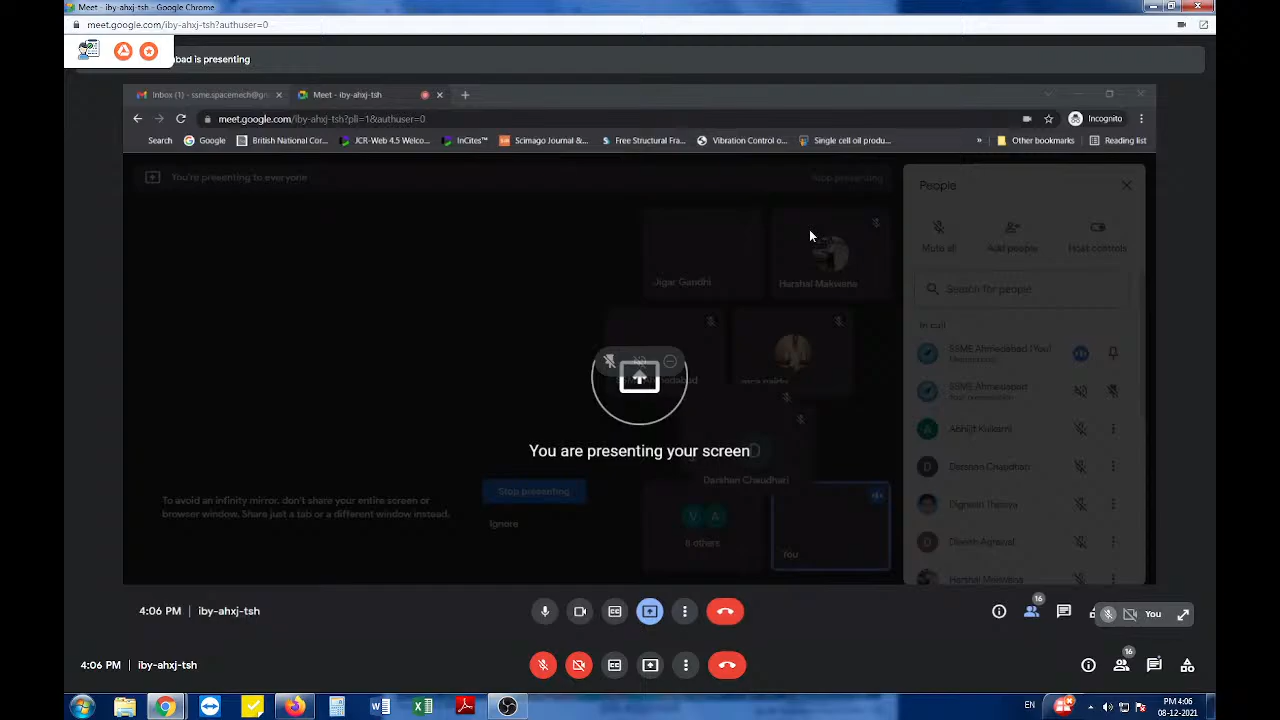 Meet - iby-ahxj-tsh - Google Chrome
meet.google.com/iby-ahxj-tsh?authuser=0
bad is presenting
Inbox (1) - ssme.spacemech@gm
Meet - iby-ahxj-tsh
meet.google.com/iby-ahxj-tsh?pli=1&authuser=0
Incognito
Search
Google
British National Cor...
JCR-Web 4.5 Welco...
InCites™
Scimago Journal &...
Free Structural Fra...
Vibration Control o...
Single cell oil produ...
»
Other bookmarks
Reading list
You're presenting to everyone
Stop presenting
People
Mute all
Add people
Host controls
Search for people
In call
Jigar Gandhi
Harshal Makwana
SSME Ahmedabad (You)
SSME Ahmedabad
Your presentation
Abhijit Kulkarni
Darshan Chaudhari
Dignesh Thesiya
Dinesh Agrawal
Harshal Makwana
You are presenting your screen
Darshan Chaudhari
To avoid an infinity mirror, don't share your entire screen or
browser window. Share just a tab or a different window instead.
Stop presenting
Ignore
V A
6 others
You
4:06 PM | iby-ahxj-tsh
16
You
4:06 PM | iby-ahxj-tsh
16
EN
PM 4:06
08-12-2021